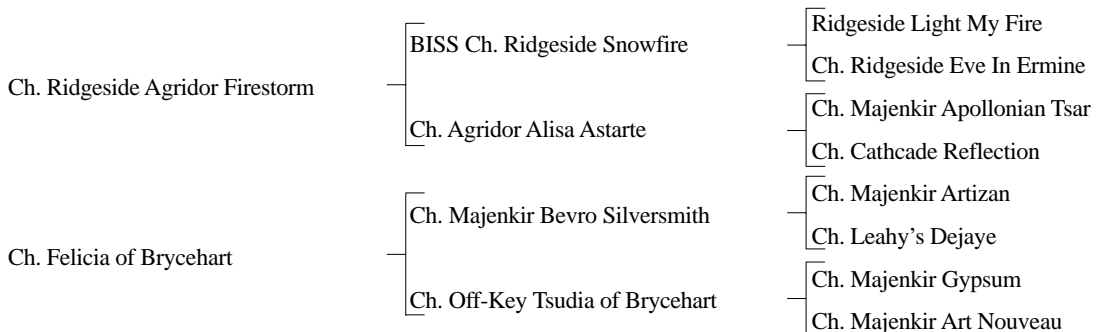 Ridgeside Light My Fire
BISS Ch. Ridgeside Snowfire
Ch. Ridgeside Eve In Ermine
Ch. Ridgeside Agridor Firestorm
Ch. Majenkir Apollonian Tsar
Ch. Agridor Alisa Astarte
Ch. Cathcade Reflection
Ch. Majenkir Artizan
Ch. Majenkir Bevro Silversmith
Ch. Leahy’s Dejaye
Ch. Felicia of Brycehart
Ch. Majenkir Gypsum
Ch. Off-Key Tsudia of Brycehart
Ch. Majenkir Art Nouveau